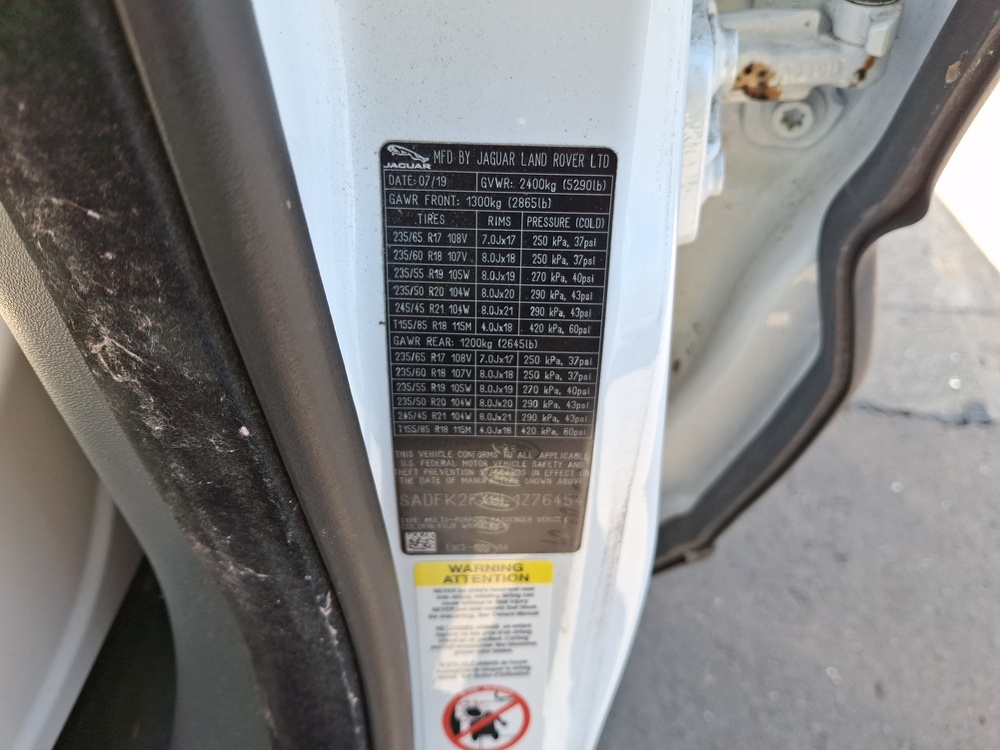 JAGUAR
MFD BY JAGUAR LAND ROVER LTD
DATE: 07/19 GVWR: 2400kg (5290lb)
GAWR FRONT: 1300kg (2865lb)
TIRES RIMS PRESSURE (COLD)
235/65 R17 108V 7.0Jx17 250 kPa, 37psi
235/60 R18 107V 8.0Jx18 250 kPa, 37psi
235/55 R19 105W 8.0Jx19 270 kPa, 40psi
235/50 R20 104W 8.0Jx20 290 kPa, 43psi
245/45 R21 104W 8.0Jx21 290 kPa, 43psi
T155/85 R18 115M 4.0Jx18 420 kPa, 60psi
GAWR REAR: 1200kg (2645lb)
235/65 R17 108V 7.0Jx17 250 kPa, 37psi
235/60 R18 107V 8.0Jx18 250 kPa, 37psi
235/55 R19 105W 8.0Jx19 270 kPa, 40psi
235/50 R20 104W 8.0Jx20 290 kPa, 43psi
245/45 R21 104W 8.0Jx21 290 kPa, 43psi
T155/85 R18 115M 4.0Jx18 420 kPa, 60psi
THIS VEHICLE CONFORMS TO ALL APPLICABLE
U.S. FEDERAL MOTOR VEHICLE SAFETY AND
THEFT PREVENTION STANDARDS IN EFFECT ON
THE DATE OF MANUFACTURE SHOWN ABOVE
TYPE: MULTI-PURPOSE PASSENGER VEHICLE
WARNING
ATTENTION